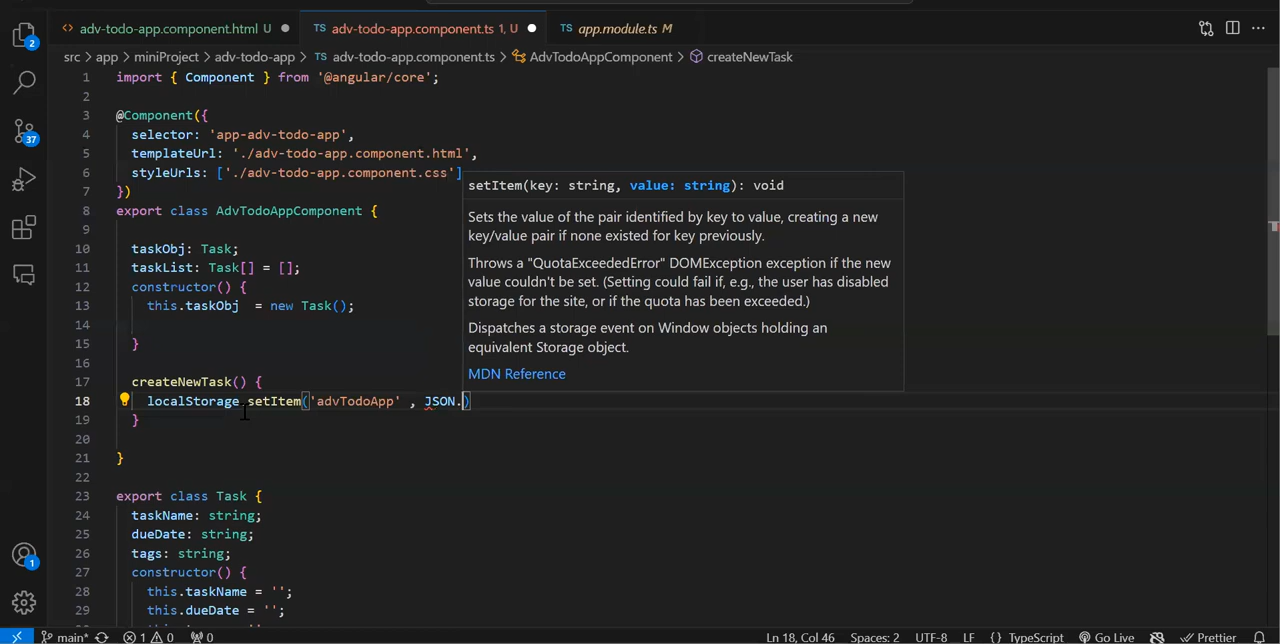 adv-todo-app.component.html U
TS adv-todo-app.component.ts 1, U
TS app.module.ts M
src > app > miniProject > adv-todo-app > TS adv-todo-app.component.ts > AdvTodoAppComponent > createNewTask
1 import { Component } from '@angular/core';
2
3 @Component({
4 selector: 'app-adv-todo-app',
5 templateUrl: './adv-todo-app.component.html',
6 styleUrls: ['./adv-todo-app.component.css']
7 })
8 export class AdvTodoAppComponent {
9
10 taskObj: Task;
11 taskList: Task[] = [];
12 constructor() {
13 this.taskObj  = new Task();
14
15 }
16
17 createNewTask() {
18 localStorage.setItem('advTodoApp' , JSON.)
19 }
20
21 }
22
23 export class Task {
24 taskName: string;
25 dueDate: string;
26 tags: string;
27 constructor() {
28 this.taskName = '';
29 this.dueDate = '';
setItem(key: string, value: string): void
Sets the value of the pair identified by key to value, creating a new
key/value pair if none existed for key previously.
Throws a "QuotaExceededError" DOMException exception if the new
value couldn't be set. (Setting could fail if, e.g., the user has disabled
storage for the site, or if the quota has been exceeded.)
Dispatches a storage event on Window objects holding an
equivalent Storage object.
MDN Reference
2
37
1
main*
1
0
0
Ln 18, Col 46
Spaces: 2
UTF-8
LF
{ } TypeScript
Go Live
Prettier